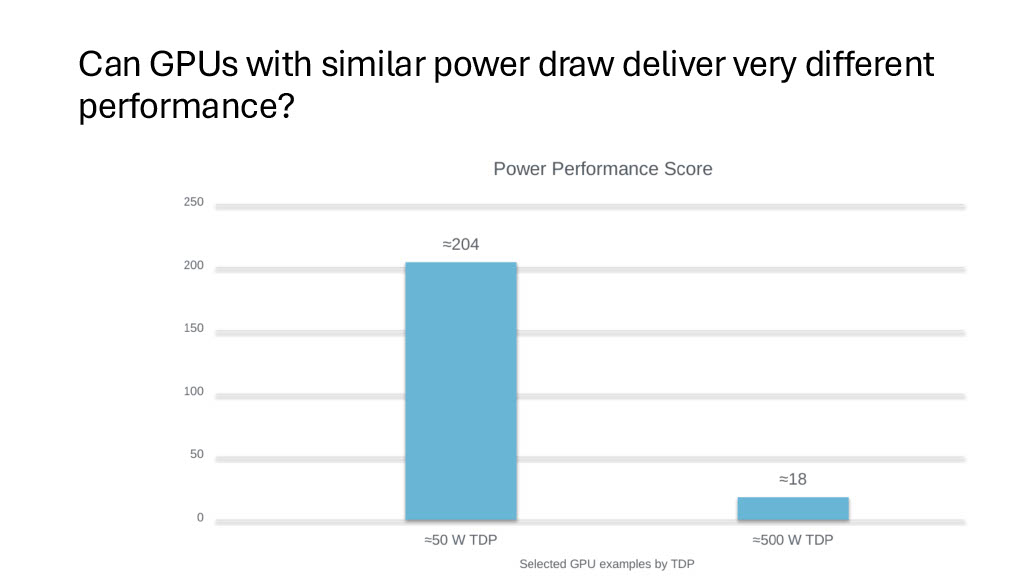 Can GPUs with similar power draw deliver very different
performance?
Power Performance Score
250
≈204
200
150
100
50
≈18
0
≈50 W TDP
≈500 W TDP
Selected GPU examples by TDP